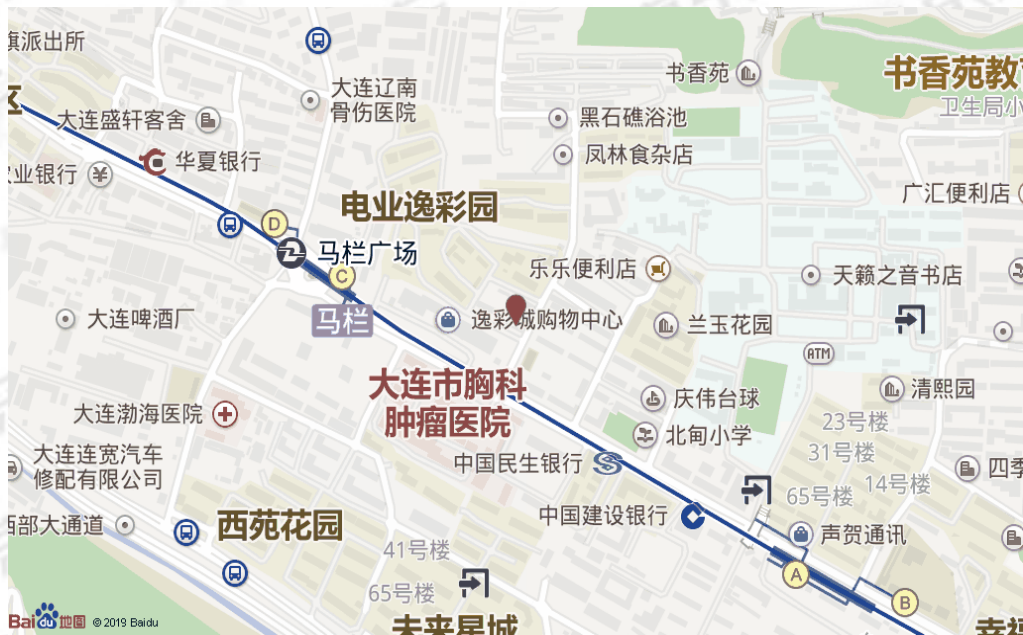 旗派出所
书香苑
书香苑教育
卫生局小
大连辽南
骨伤医院
区
大连盛轩客舍
黑石礁浴池
华夏银行
凤林食杂店
农业银行
¥
广汇便利店
电业逸彩园
D
马栏广场
C
乐乐便利店
天籁之音书店
马栏
大连啤酒厂
逸彩城购物中心
兰玉花园
ATM
大连市胸科
肿瘤医院
清熙园
庆伟台球
大连渤海医院
23号楼
北甸小学
31号楼
大连连宽汽车
修配有限公司
中国民生银行
四季
14号楼
65号楼
西部大通道
西苑花园
中国建设银行
声贺通讯
41号楼
A
65号楼
B
未来星城
幸福
Bai du 地图 © 2019 Baidu